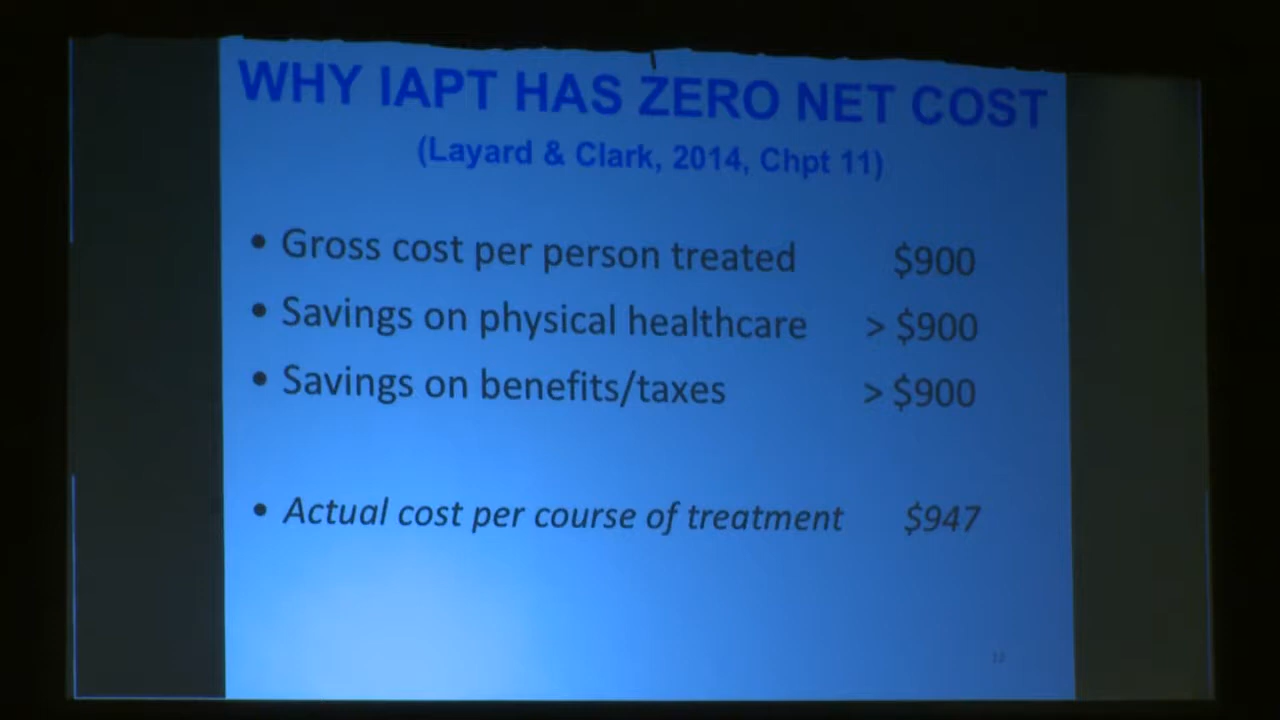 WHY IAPT HAS ZERO NET COST
(Layard & Clark, 2014, Chpt 11)
• Gross cost per person treated $900
• Savings on physical healthcare > $900
• Savings on benefits/taxes > $900
• Actual cost per course of treatment $947